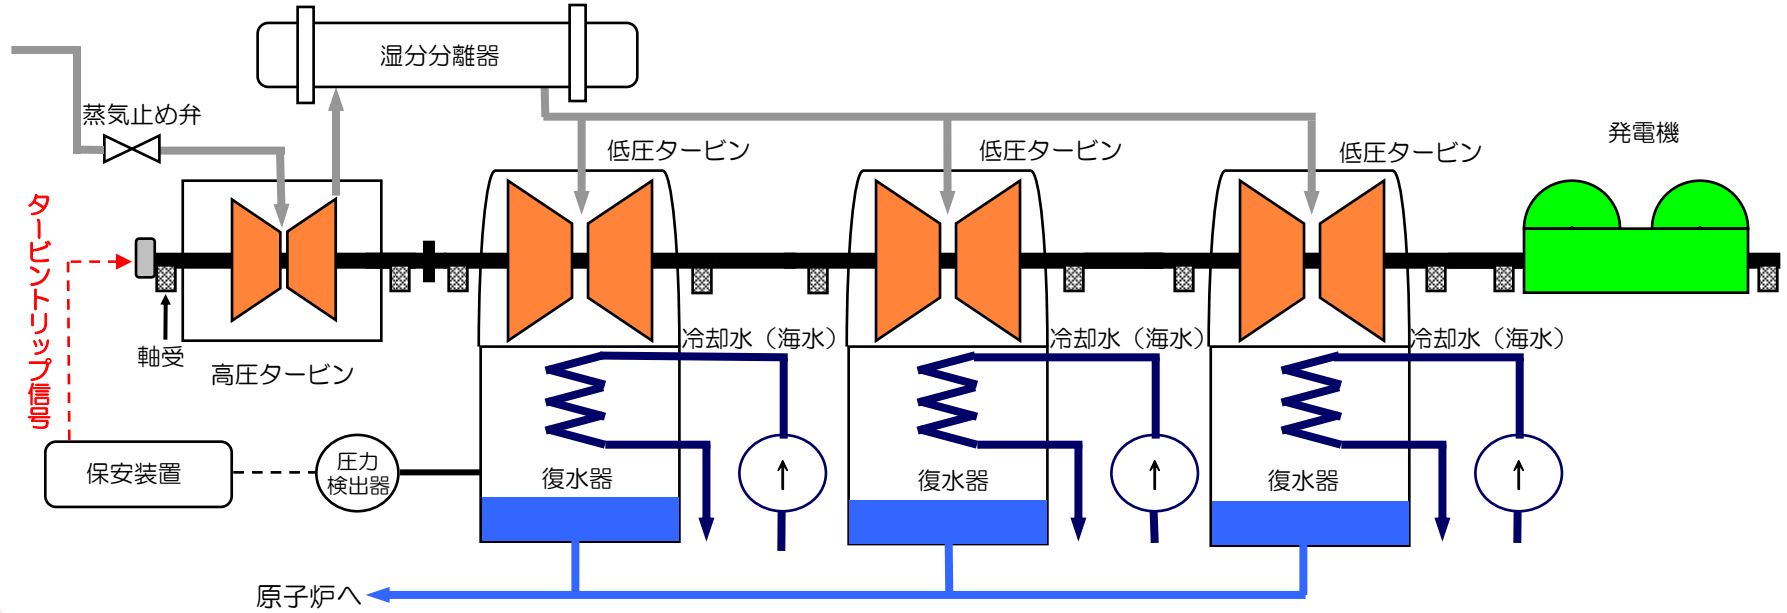 湿分分離器
蒸気止め弁
低圧タービン
低圧タービン
低圧タービン
発電機
タービントリップ信号
軸受
高圧タービン
冷却水（海水）
冷却水（海水）
冷却水（海水）
保安装置
圧力
検出器
復水器
復水器
復水器
原子炉へ